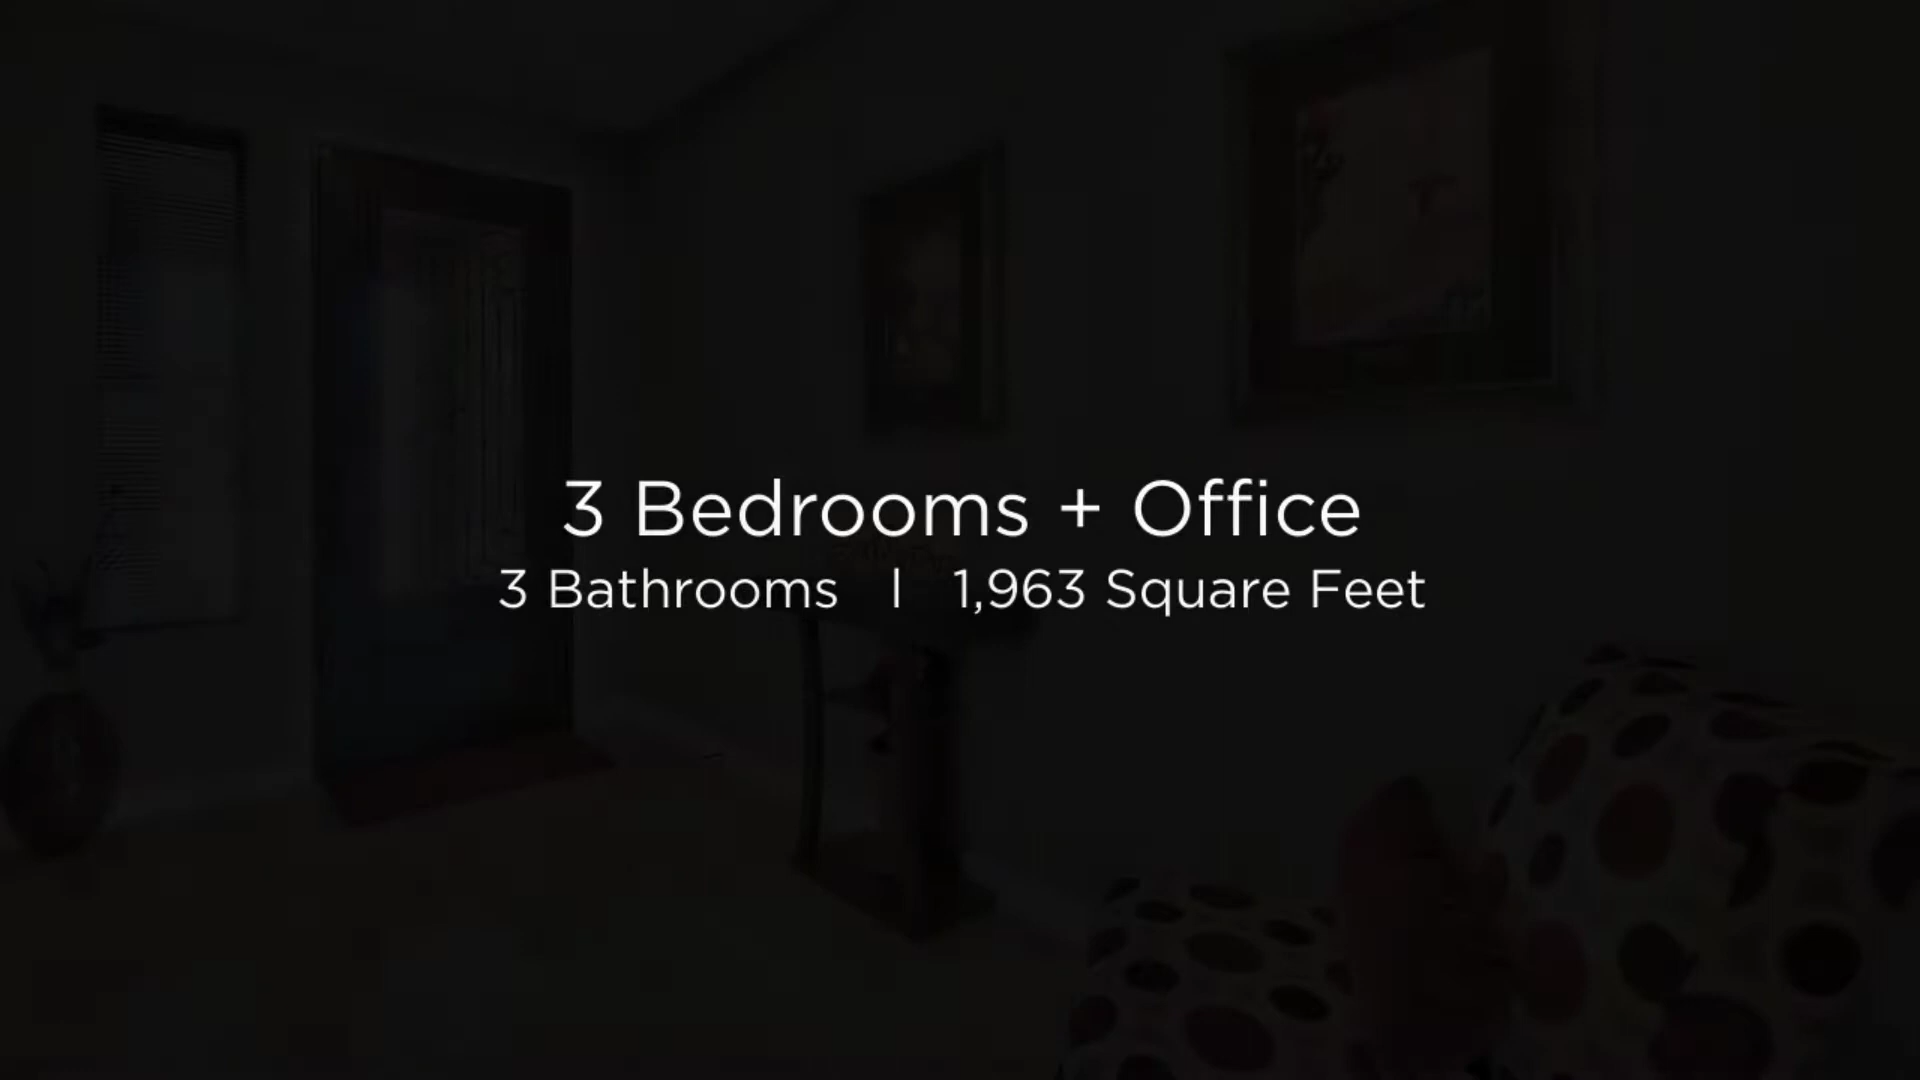 3 Bedrooms + Office
3 Bathrooms | 1,963 Square Feet